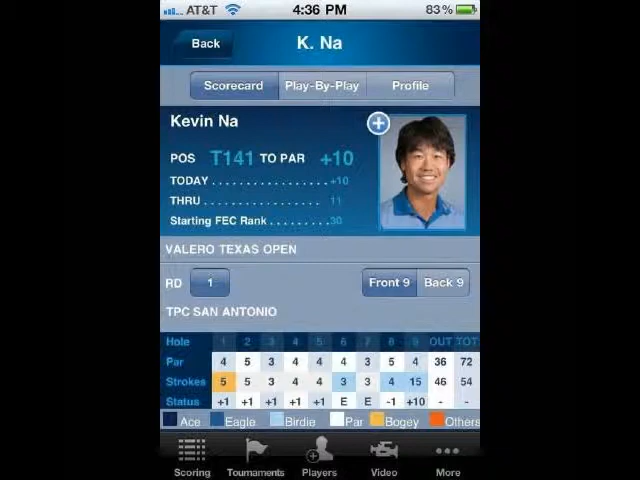 AT&T 4:36 PM 83%
Back K. Na
Scorecard Play-By-Play Profile
Kevin Na
POS T141 TO PAR +10
TODAY ................. +10
THRU .................. 11
Starting FEC Rank ......... 30
VALERO TEXAS OPEN
RD 1 Front 9 Back 9
TPC SAN ANTONIO
Hole 1 2 3 4 5 6 7 8 9 OUT TOT
Par 4 5 3 4 4 4 3 5 4 36 72
Strokes 5 5 3 4 4 3 3 4 15 46 54
Status +1 +1 +1 +1 +1 E E -1 +10 - -
Ace Eagle Birdie Par Bogey Others
Scoring Tournaments Players Video More